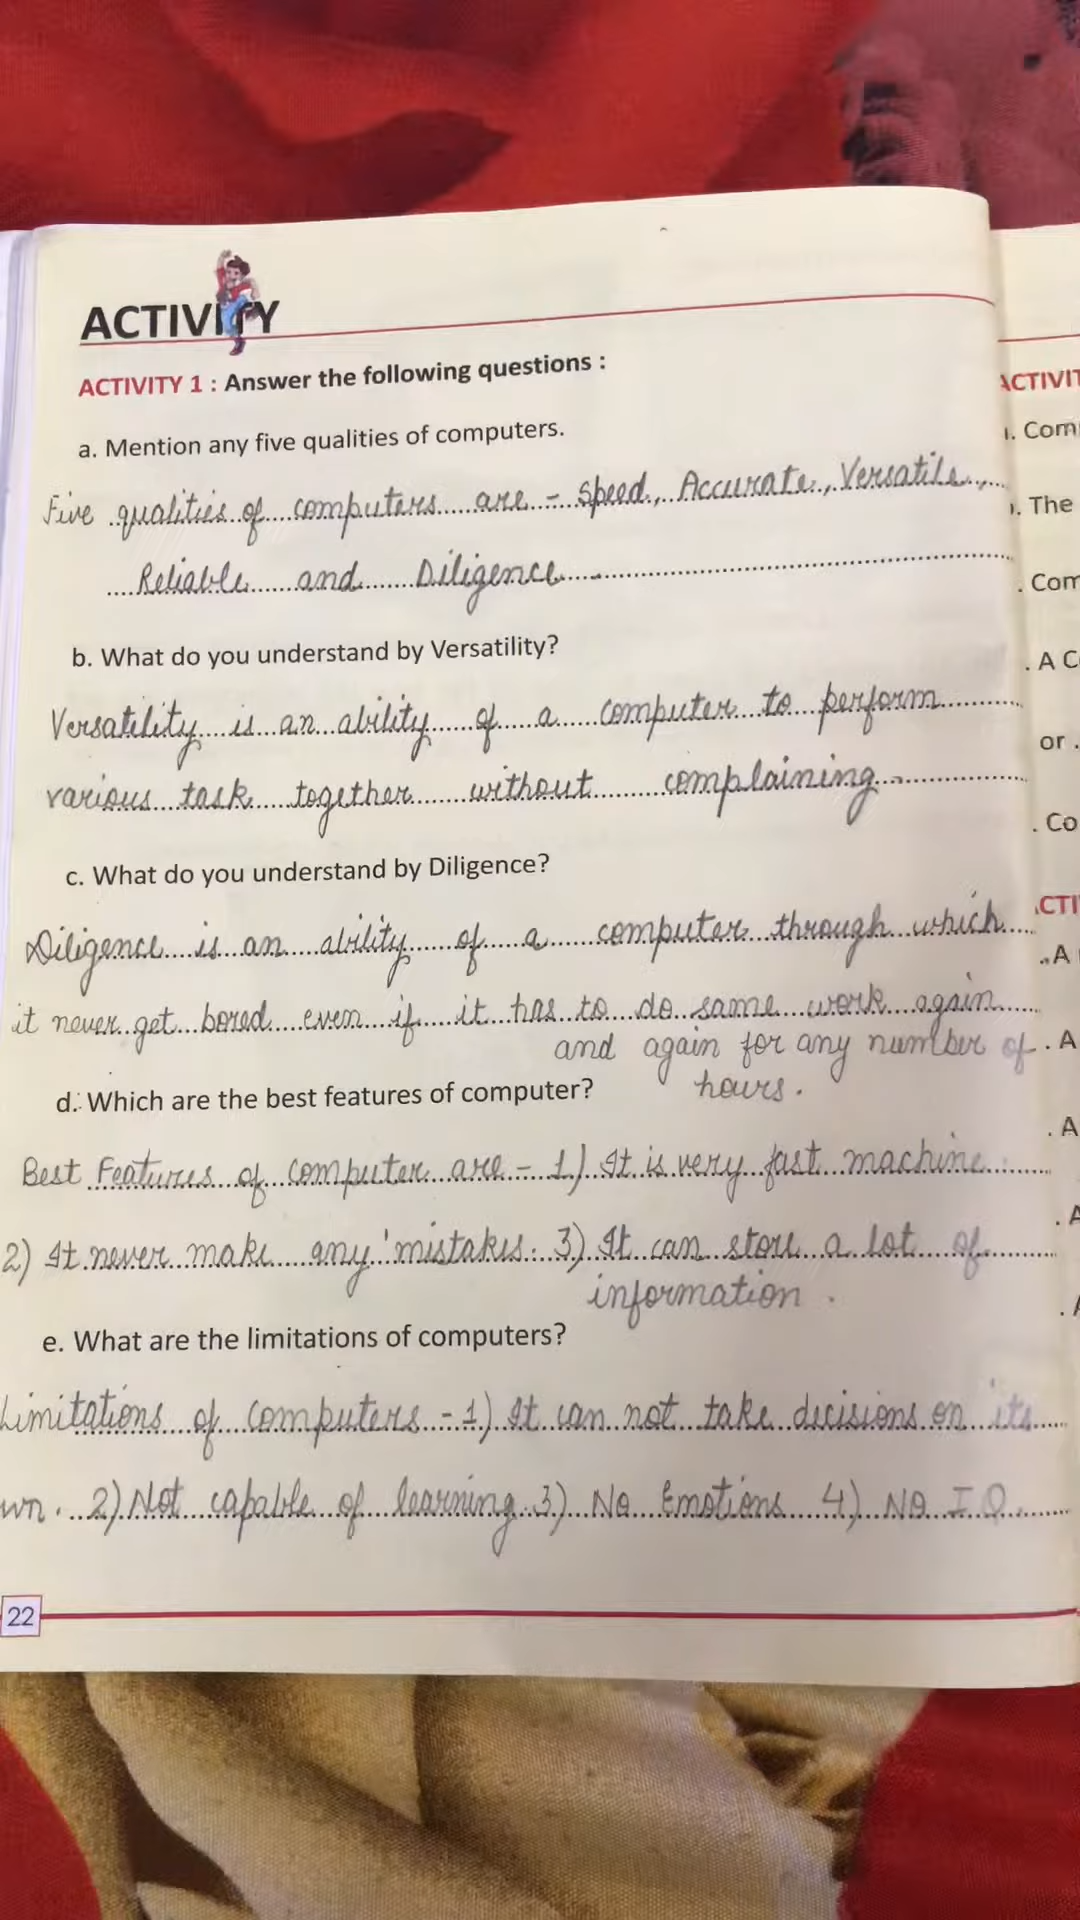 ACTIVITY
ACTIVITY 1 : Answer the following questions :
a. Mention any five qualities of computers.
Five qualities of computers are - speed, Accurate, Versatile,
Reliable and Diligence.
b. What do you understand by Versatility?
Versatility is an ability of a computer to perform
various task together without complaining.
c. What do you understand by Diligence?
Diligence is an ability of a computer through which
it never get bored even if it has to do same work again
and again for any number of
hours.
d. Which are the best features of computer?
Best Features of computer are - 1) It is very fast machine
2) It never make any mistakes. 3) It can store a lot of
information.
e. What are the limitations of computers?
Limitations of computers - 1) It can not take decisions on its
wn. 2) Not capable of learning 3) No Emotions 4) No I.Q.
22
ACTIVIT
. Com
. The
. Com
. A C
or
. Co
CTI
. A
. A
. A